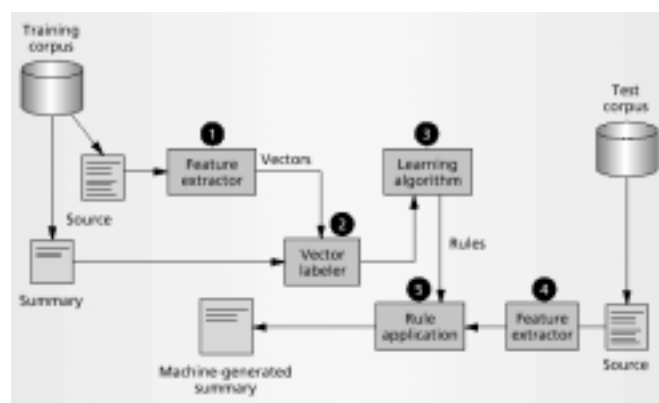 Training
corpus
Test
corpus
1
3
Feature
extractor
Vectors
Learning
algorithm
Source
2
Rules
Vector
labeler
Summary
5
4
Rule
application
Feature
extractor
Source
Machine-generated
summary